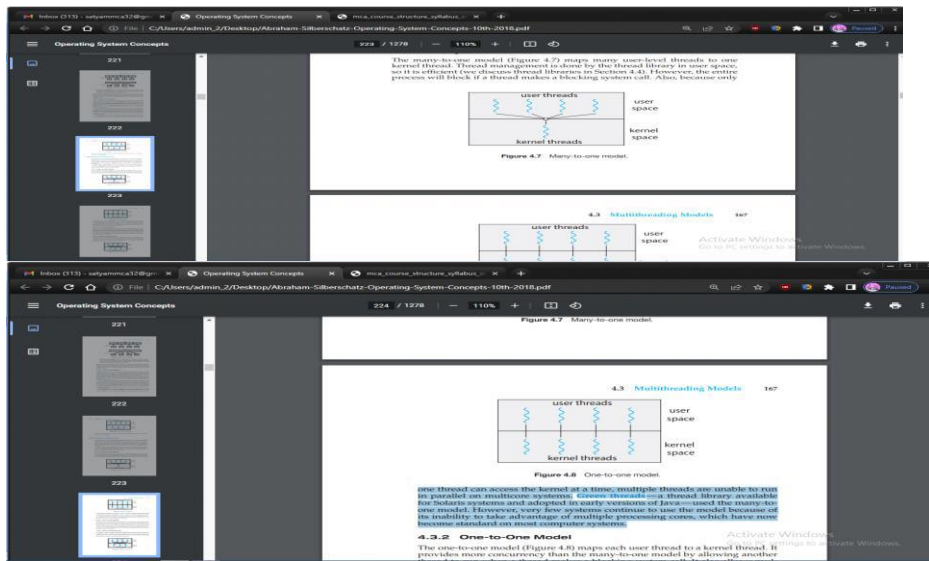 Inbox (313) - satyammca32@gm
Operating System Concepts
mca_course_structure_syllabus_
File C:/Users/admin_2/Desktop/Abraham-Silberschatz-Operating-System-Concepts-10th-2018.pdf
Paused
Operating System Concepts
223 / 1278
110%
221
222
223
The many-to-one model (Figure 4.7) maps many user-level threads to one
kernel thread. Thread management is done by the thread library in user space,
so it is efficient (we discuss thread libraries in Section 4.4). However, the entire
process will block if a thread makes a blocking system call. Also, because only
user threads
user
space
kernel
space
kernel threads
Figure 4.7 Many-to-one model.
4.3 Multithreading Models 167
user threads
user
space
Activate Windows
Go to PC settings to activate Windows.
Inbox (313) - satyammca32@gm
Operating System Concepts
mca_course_structure_syllabus_
File C:/Users/admin_2/Desktop/Abraham-Silberschatz-Operating-System-Concepts-10th-2018.pdf
Paused
Operating System Concepts
224 / 1278
110%
221
222
223
Figure 4.7 Many-to-one model.
4.3 Multithreading Models 167
user threads
user
space
kernel
space
kernel threads
Figure 4.8 One-to-one model.
one thread can access the kernel at a time, multiple threads are unable to run
in parallel on multicore systems. Green threads—a thread library available
for Solaris systems and adopted in early versions of Java—used the many-to-
one model. However, very few systems continue to use the model because of
its inability to take advantage of multiple processing cores, which have now
become standard on most computer systems.
Activate Windows
Go to PC settings to activate Windows.
4.3.2 One-to-One Model
The one-to-one model (Figure 4.8) maps each user thread to a kernel thread. It
provides more concurrency than the many-to-one model by allowing another